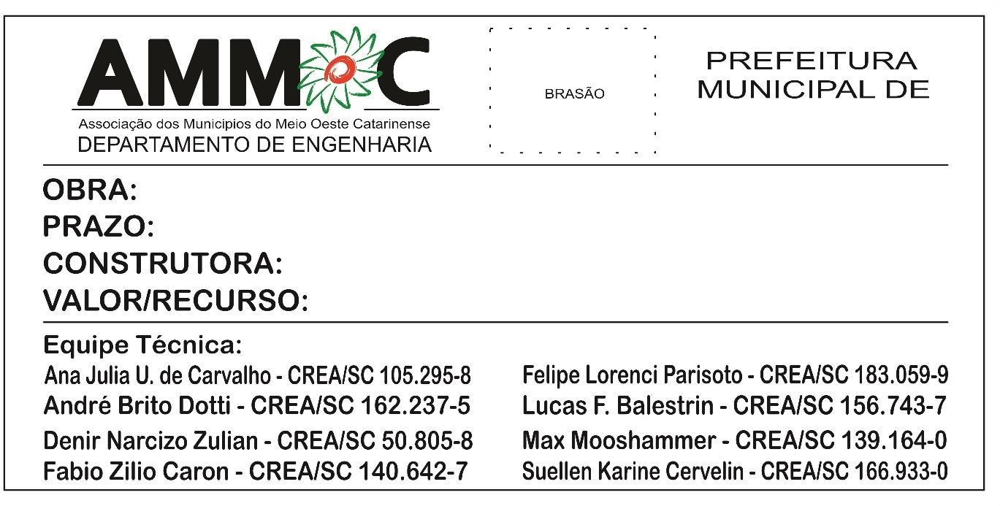 AMMOC
Associação dos Municipios do Meio Oeste Catarinense
DEPARTAMENTO DE ENGENHARIA
BRASÃO
PREFEITURA
MUNICIPAL DE
OBRA:
PRAZO:
CONSTRUTORA:
VALOR/RECURSO:
Equipe Técnica:
Ana Julia U. de Carvalho - CREA/SC 105.295-8
André Brito Dotti - CREA/SC 162.237-5
Denir Narcizo Zulian - CREA/SC 50.805-8
Fabio Zilio Caron - CREA/SC 140.642-7
Felipe Lorenci Parisoto - CREA/SC 183.059-9
Lucas F. Balestrin - CREA/SC 156.743-7
Max Mooshammer - CREA/SC 139.164-0
Suellen Karine Cervelin - CREA/SC 166.933-0